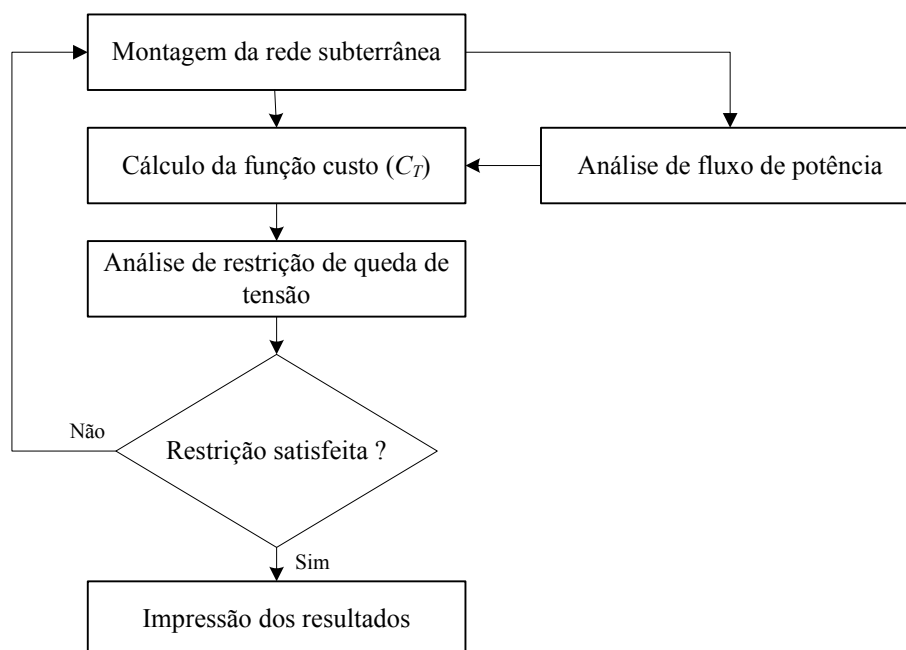 Montagem da rede subterrânea
Cálculo da função custo (C_T)
Análise de fluxo de potência
Análise de restrição de queda de
tensão
Não
Restrição satisfeita ?
Sim
Impressão dos resultados